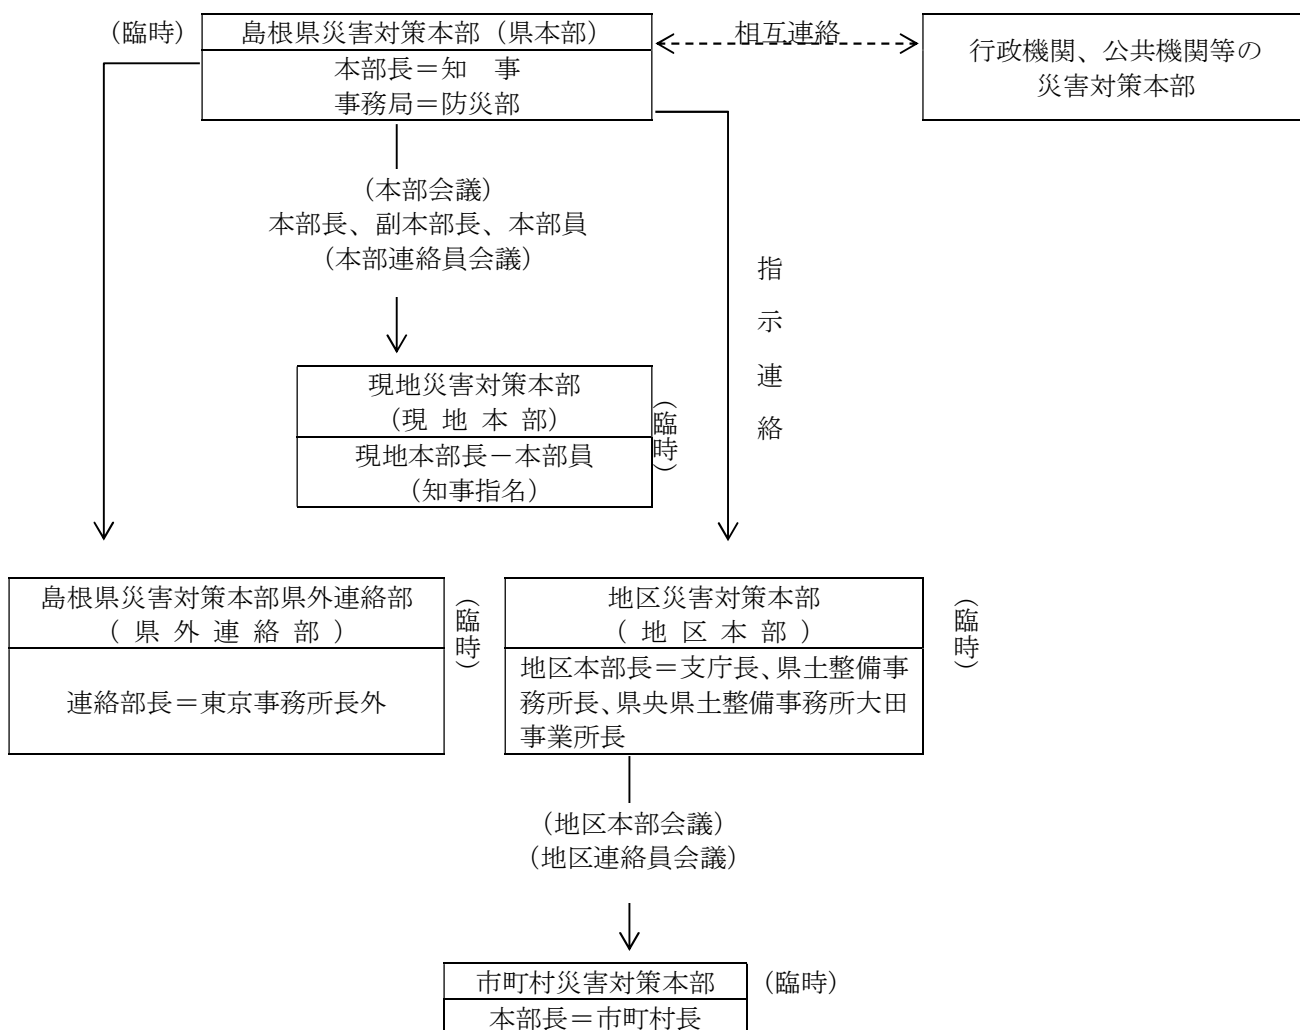 （臨時）
島根県災害対策本部（県本部）
本部長＝知　事
事務局＝防災部
相互連絡
行政機関、公共機関等の
災害対策本部
（本部会議）
本部長、副本部長、本部員
（本部連絡員会議）
指示連絡
現地災害対策本部
（現 地 本 部）
現地本部長－本部員
（知事指名）
（臨時）
島根県災害対策本部県外連絡部
（ 県 外 連 絡 部 ）
連絡部長＝東京事務所長外
（臨時）
地区災害対策本部
（ 地 区 本 部 ）
地区本部長＝支庁長、県土整備事
務所長、県央県土整備事務所大田
事業所長
（臨時）
（地区本部会議）
（地区連絡員会議）
市町村災害対策本部
（臨時）
本部長＝市町村長